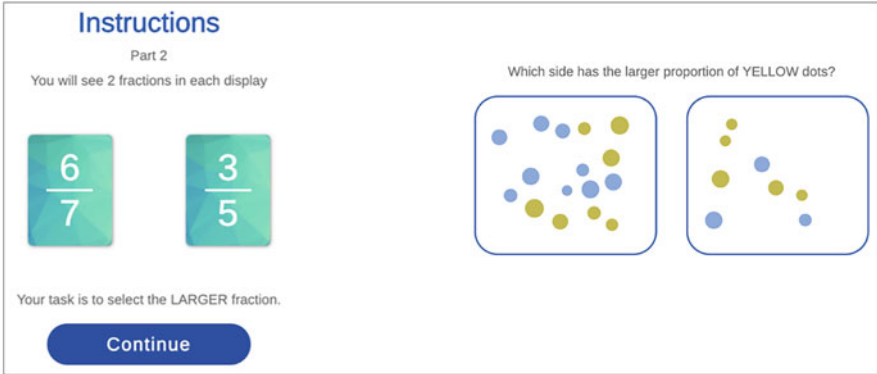 Instructions
Part 2
You will see 2 fractions in each display
6
7
3
5
Your task is to select the LARGER fraction.
Continue
Which side has the larger proportion of YELLOW dots?